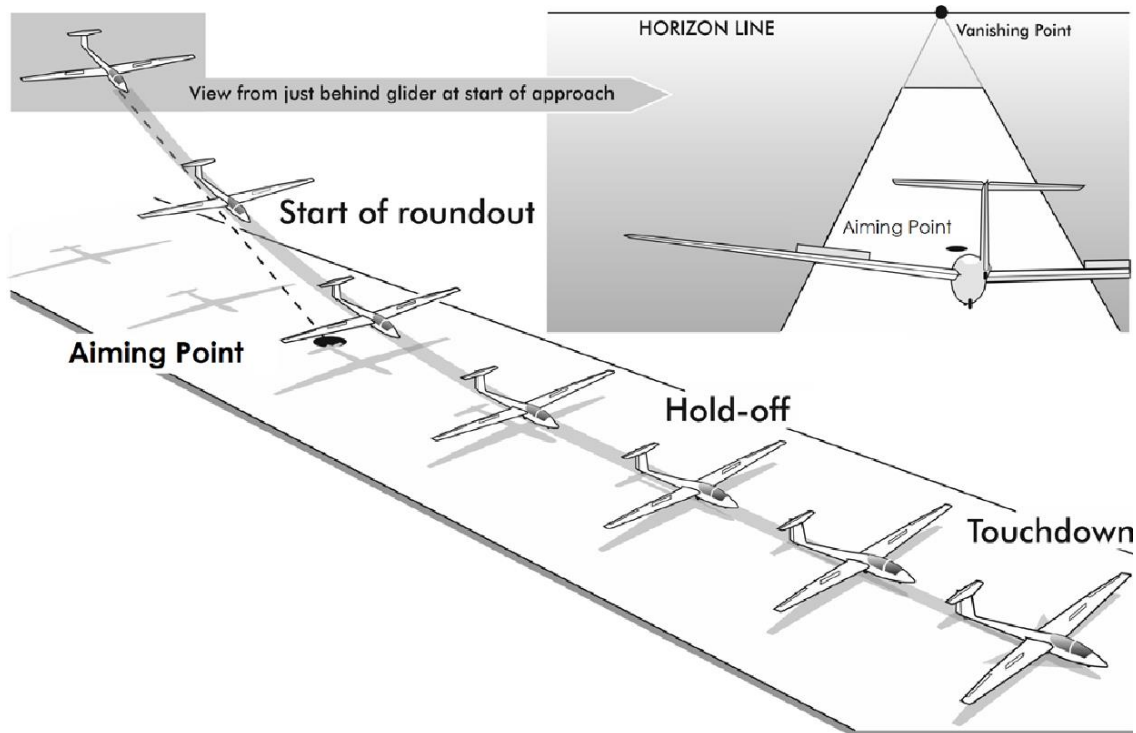 HORIZON LINE
Vanishing Point
View from just behind glider at start of approach
Start of roundout
Aiming Point
Aiming Point
Hold-off
Touchdown